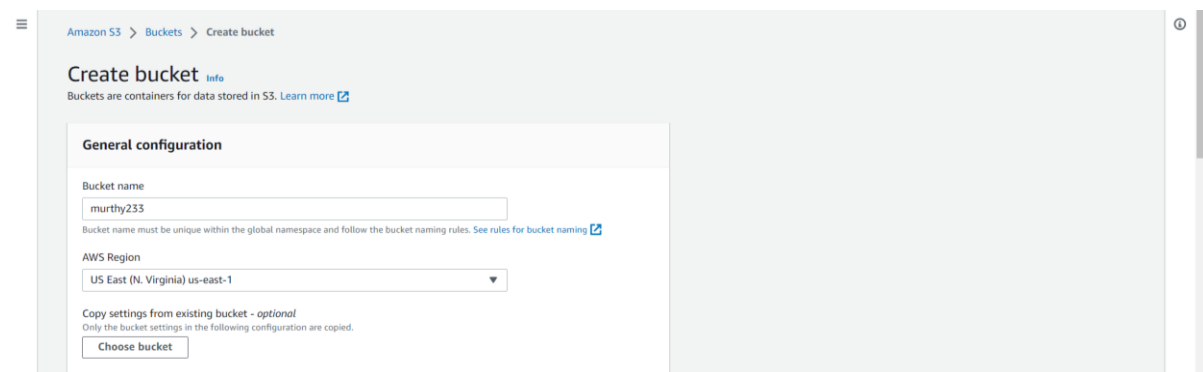 Amazon S3 > Buckets > Create bucket
Create bucket Info
Buckets are containers for data stored in S3. Learn more
General configuration
Bucket name
murthy233
Bucket name must be unique within the global namespace and follow the bucket naming rules. See rules for bucket naming
AWS Region
US East (N. Virginia) us-east-1
Copy settings from existing bucket - optional
Only the bucket settings in the following configuration are copied.
Choose bucket